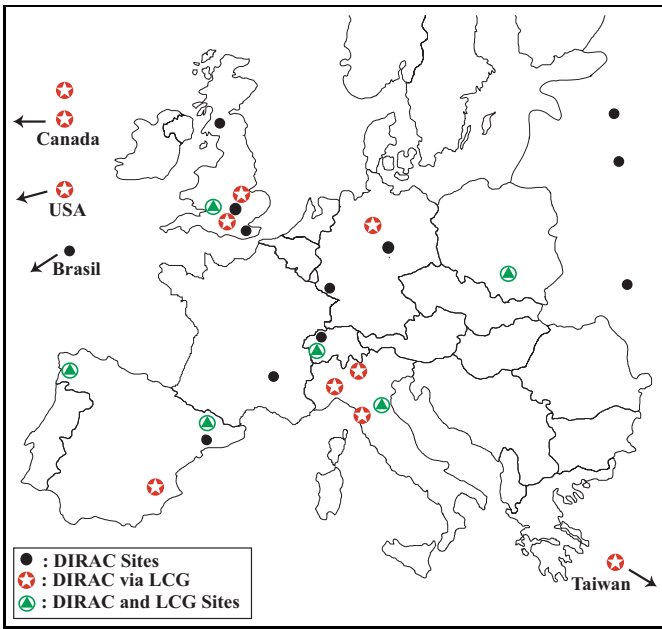 Canada
USA
Brasil
Taiwan
: DIRAC Sites
: DIRAC via LCG
: DIRAC and LCG Sites